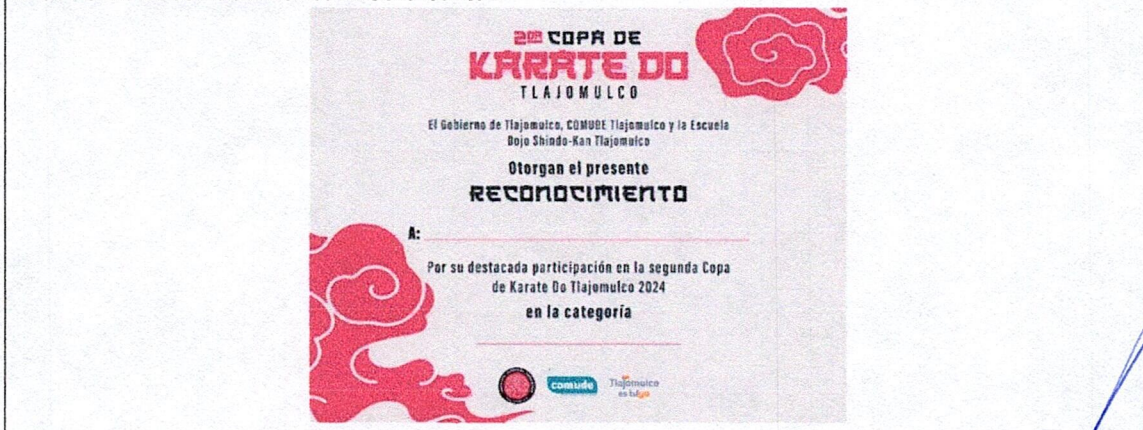 2DA COPA DE
KARATE DO
TLAJOMULCO
El Gobierno de Tlajomulco, COMUDE Tlajomulco y la Escuela
Dojo Shindo-Kan Tlajomulco
Otorgan el presente
RECONOCIMIENTO
A:
Por su destacada participación en la segunda Copa
de Karate Do Tlajomulco 2024
en la categoría
comude
Tlajomulco
es tuyo